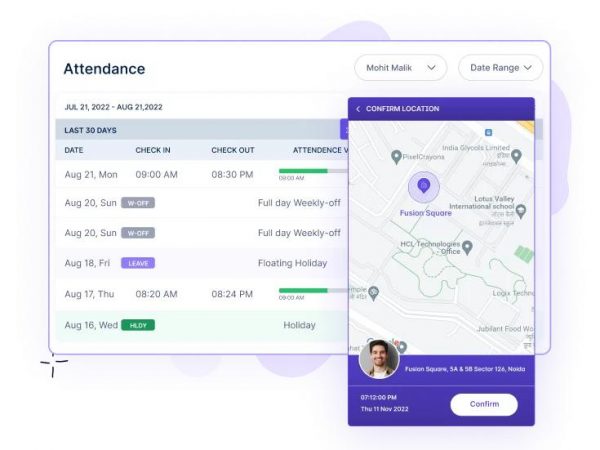 Attendance
Mohit Malik
Date Range
JUL 21, 2022 - AUG 21,2022
LAST 30 DAYS
DATE CHECK IN CHECK OUT ATTENDENCE V
Aug 21, Mon 09:00 AM 08:30 PM
09:00 AM
Aug 20, Sun W-OFF Full day Weekly-off
Aug 20, Sun W-OFF Full day Weekly-off
Aug 18, Fri LEAVE Floating Holiday
Aug 17, Thu 08:20 AM 08:24 PM
09:00 AM
Aug 16, Wed HLDY Holiday
CONFIRM LOCATION
India Glycols Limited
PixelCrayons
Fusion Square
Lotus Valley
International school
HCL Technologies
Office
Logix Techno
Jubilant Food Wo
Fusion Square, 5A & 5B Sector 126, Noida
07:12:00 PM
Thu 11 Nov 2022
Confirm